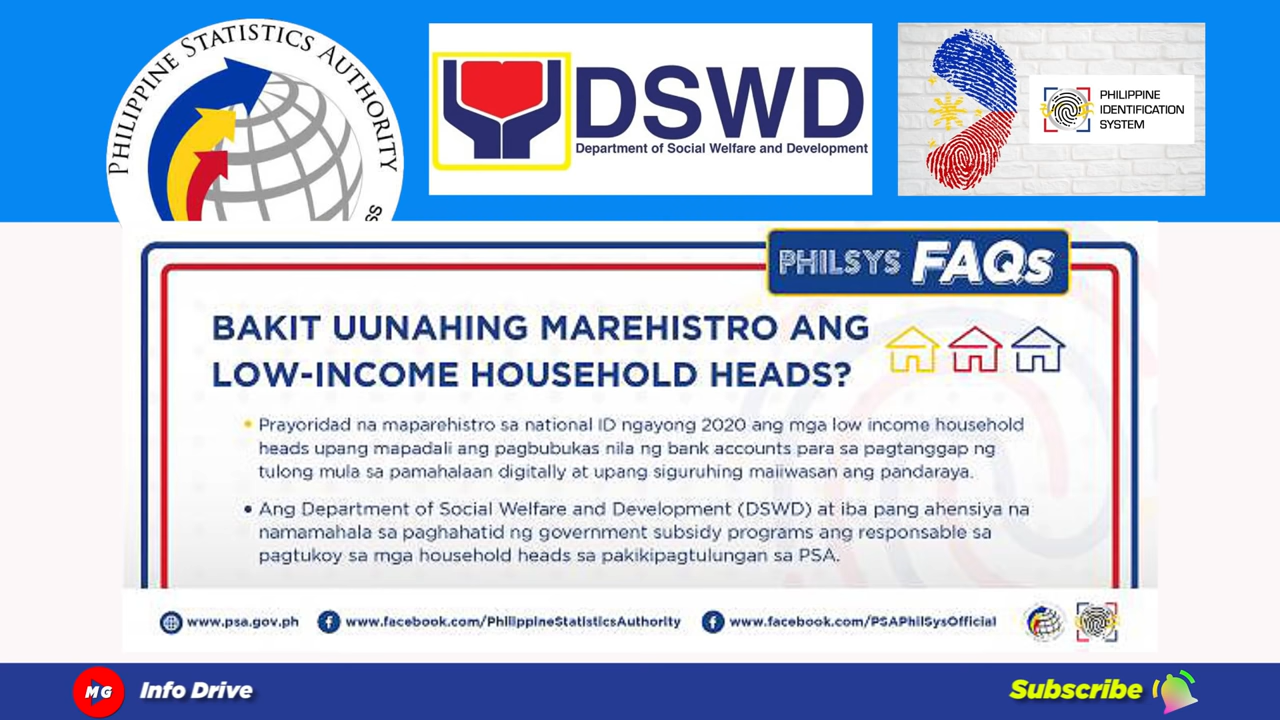 PHILIPPINE STATISTICS AUTHORITY
DSWD
Department of Social Welfare and Development
PHILIPPINE
IDENTIFICATION
SYSTEM
PHILSYS FAQs
BAKIT UUNAHING MAREHISTRO ANG
LOW-INCOME HOUSEHOLD HEADS?
• Prayoridad na maparehistro sa national ID ngayong 2020 ang mga low income household
heads upang mapadali ang pagbubukas nila ng bank accounts para sa pagtanggap ng
tulong mula sa pamahalaan digitally at upang siguruhing maiiwasan ang pandaraya.
• Ang Department of Social Welfare and Development (DSWD) at iba pang ahensiya na
namamahala sa paghahatid ng government subsidy programs ang responsable sa
pagtukoy sa mga household heads sa pakikipagtulungan sa PSA.
www.psa.gov.ph
www.facebook.com/PhilippineStatisticsAuthority
www.facebook.com/PSAPhilSysOfficial
MG
Info Drive
Subscribe